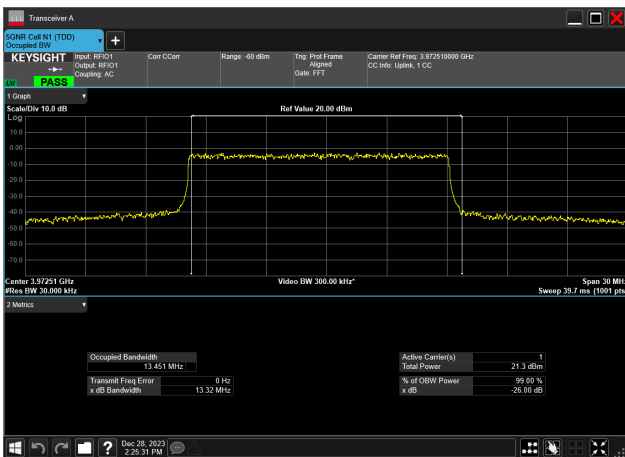 Transceiver A
5GNR Cell N1 (TDD)
Occupied BW
KEYSIGHT
Input: RFIO1
Output: RFIO1
Coupling: AC
Corr CCorr
Range: -60 dBm
Trig: Prot Frame
Aligned
Gate: FFT
Carrier Ref Freq: 3.972510000 GHz
CC Info: Uplink, 1 CC
PASS
1 Graph
Scale/Div 10.0 dB
Ref Value 20.00 dBm
Log
10.0
0.00
-10.0
-20.0
-30.0
-40.0
-50.0
-60.0
-70.0
Center 3.97251 GHz
Video BW 300.00 kHz*
Span 30 MHz
#Res BW 30.000 kHz
Sweep 39.7 ms (1001 pts
2 Metrics
Occupied Bandwidth
13.451 MHz
Transmit Freq Error 0 Hz
x dB Bandwidth 13.32 MHz
Active Carrier(s) 1
Total Power 21.3 dBm
% of OBW Power 99.00 %
x dB -26.00 dB
Dec 28, 2023
2:25:31 PM